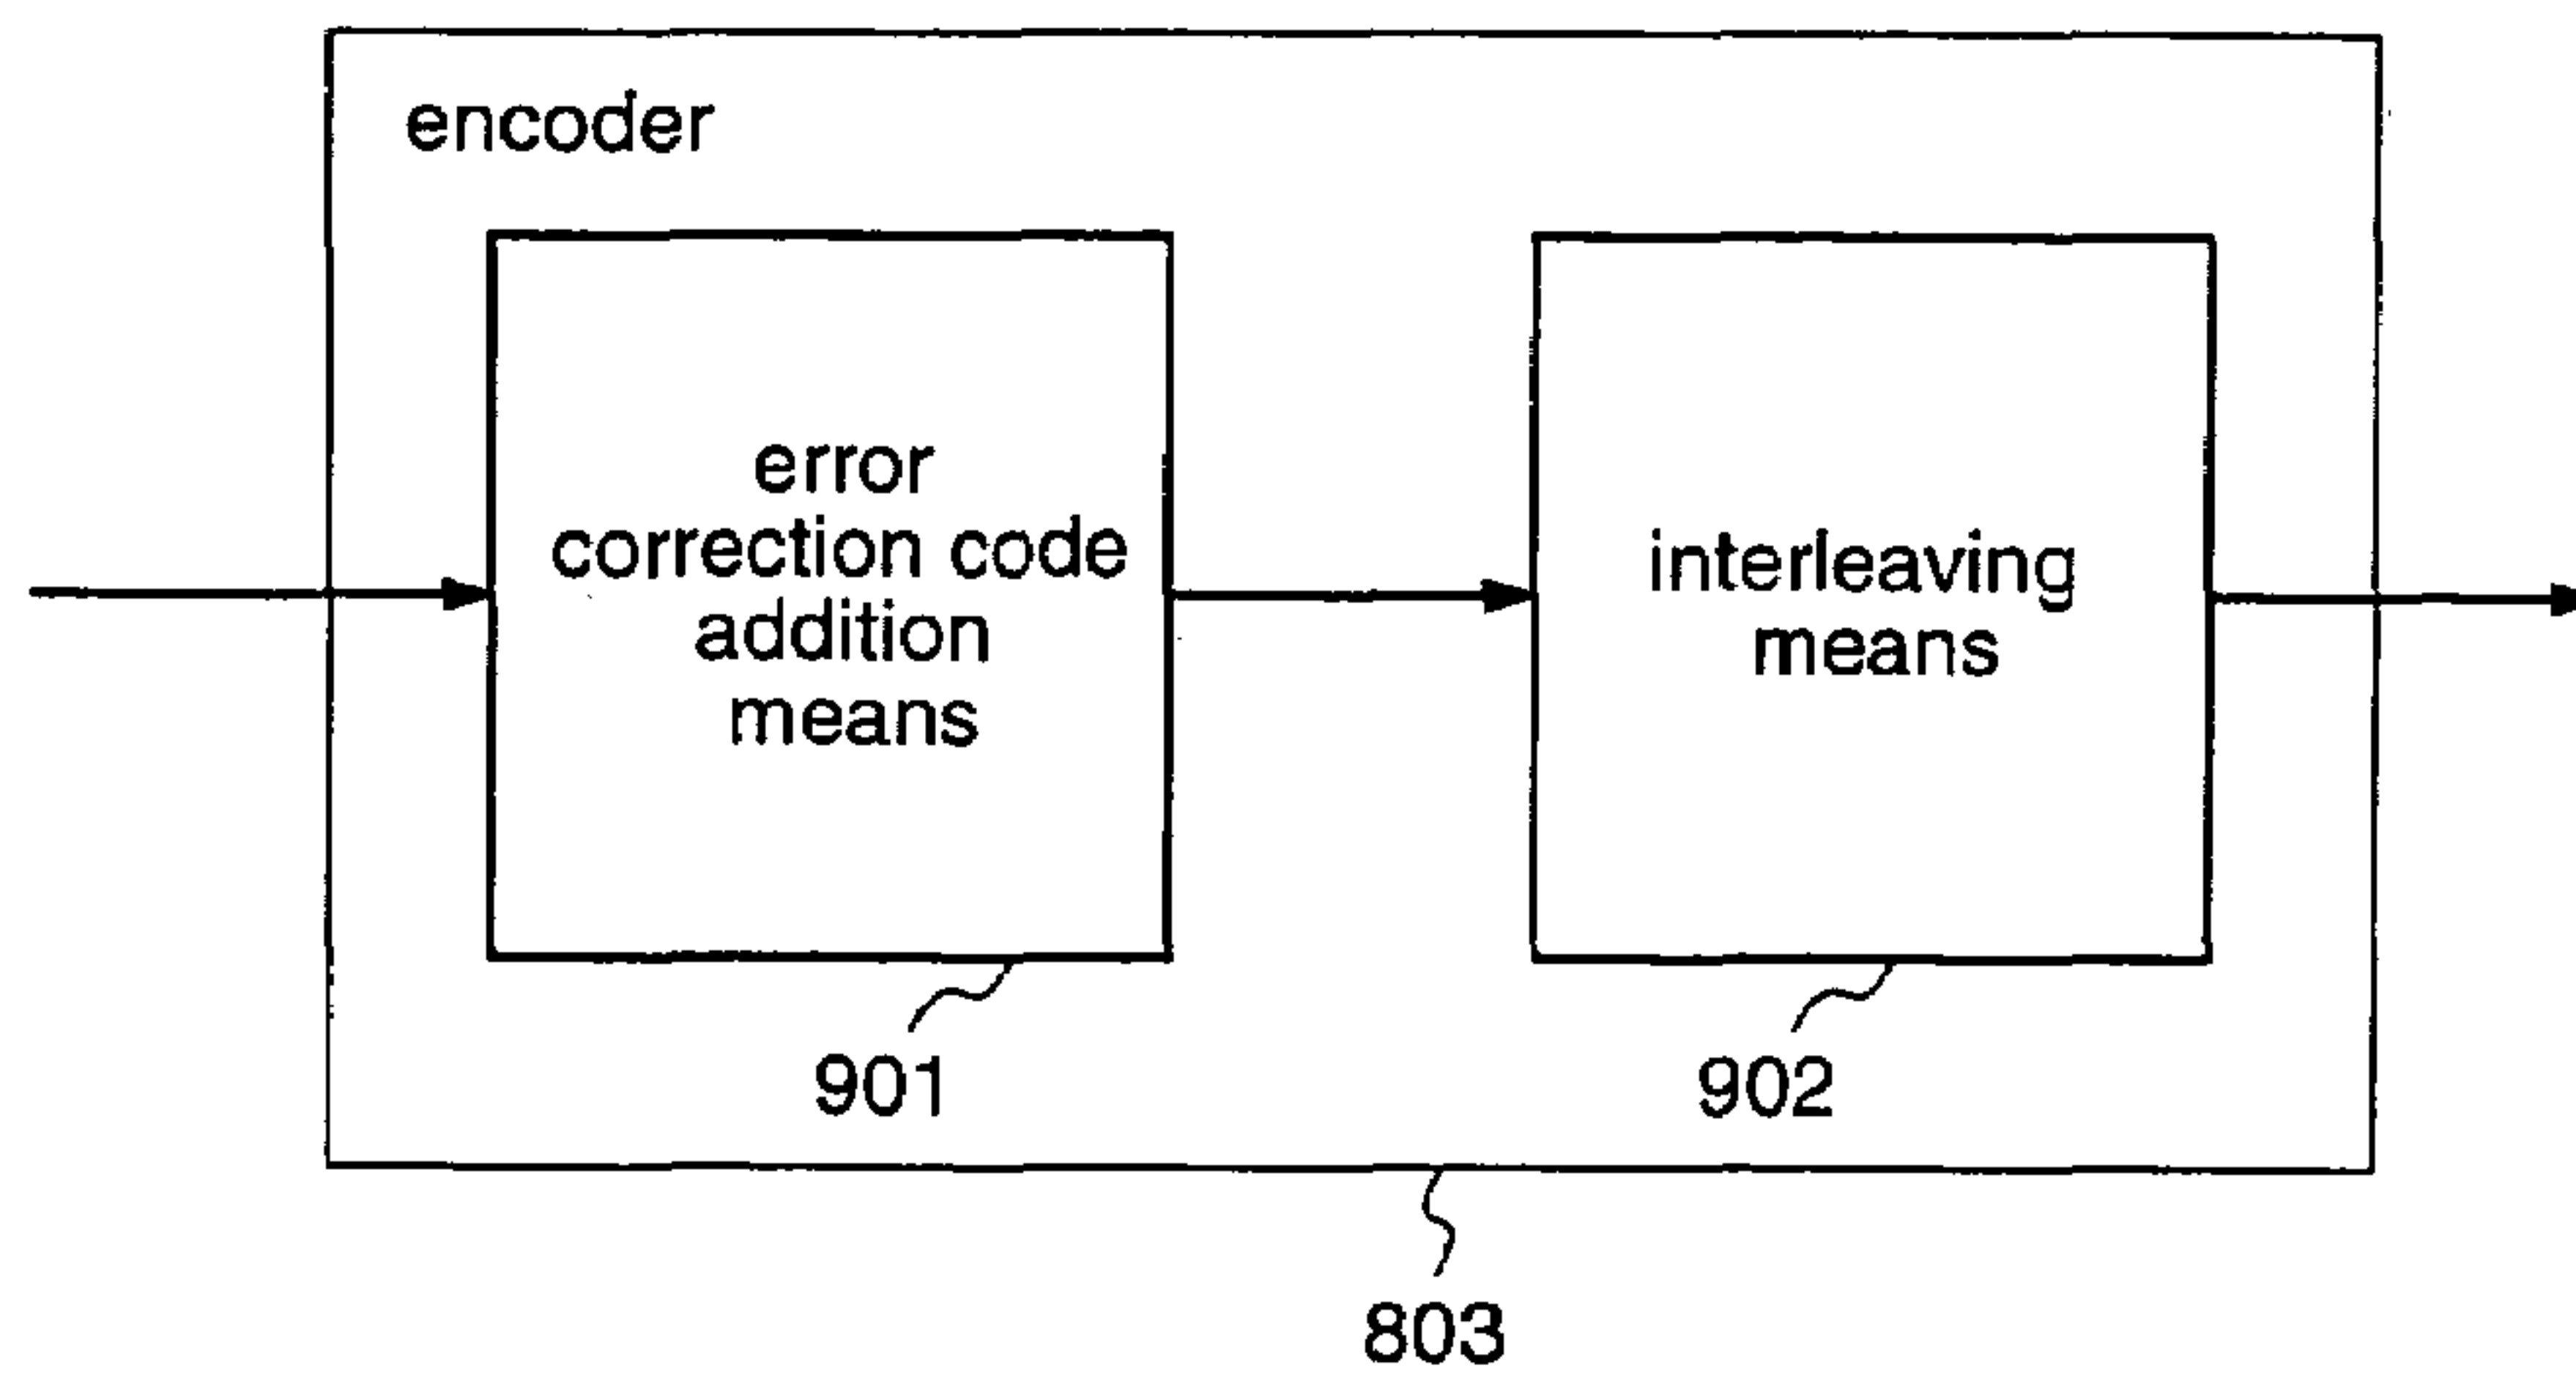 encoder
error
correction code
addition
means
interleaving
means
901
902
803